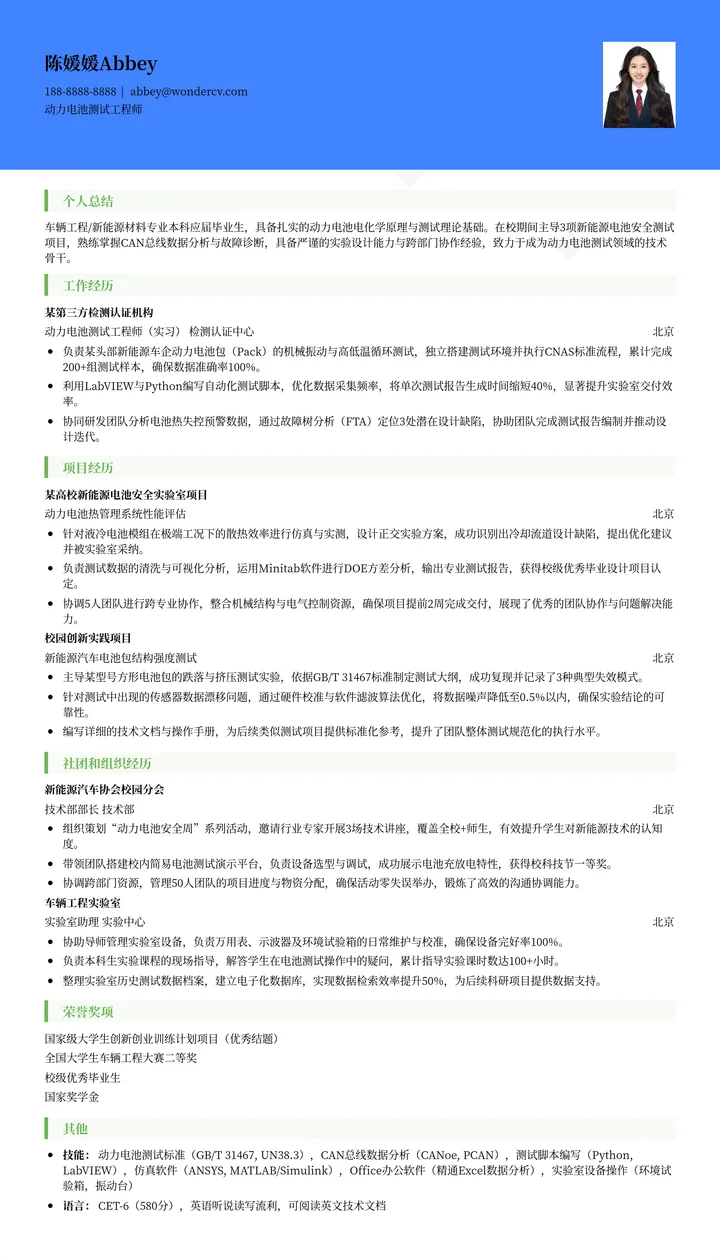 陈媛媛Abbey
188-8888-8888 | abbey@wondercv.com
动力电池测试工程师
个人总结
车辆工程/新能源材料专业本科应届毕业生，具备扎实的动力电池电化学原理与测试理论基础。在校期间主导3项新能源电池安全测试
项目，熟练掌握CAN总线数据分析与故障诊断，具备严谨的实验设计能力与跨部门协作经验，致力于成为动力电池测试领域的技术
骨干。
工作经历
某第三方检测认证机构
动力电池测试工程师（实习） 检测认证中心 北京
• 负责某头部新能源车企动力电池包（Pack）的机械振动与高低温循环测试，独立搭建测试环境并执行CNAS标准流程，累计完成
200+组测试样本，确保数据准确率100%。
• 利用LabVIEW与Python编写自动化测试脚本，优化数据采集频率，将单次测试报告生成时间缩短40%，显著提升实验室交付效
率。
• 协同研发团队分析电池热失控预警数据，通过故障树分析（FTA）定位3处潜在设计缺陷，协助团队完成测试报告编制并推动设
计迭代。
项目经历
某高校新能源电池安全实验室项目
动力电池热管理系统性能评估 北京
• 针对液冷电池模组在极端工况下的散热效率进行仿真与实测，设计正交实验方案，成功识别出冷却流道设计缺陷，提出优化建议
并被实验室采纳。
• 负责测试数据的清洗与可视化分析，运用Minitab软件进行DOE方差分析，输出专业测试报告，获得校级优秀毕业设计项目认
定。
• 协调5人团队进行跨专业协作，整合机械结构与电气控制资源，确保项目提前2周完成交付，展现了优秀的团队协作与问题解决能
力。
校园创新实践项目
新能源汽车电池包结构强度测试 北京
• 主导某型号方形电池包的跌落与挤压测试实验，依据GB/T 31467标准制定测试大纲，成功复现并记录了3种典型失效模式。
• 针对测试中出现的传感器数据漂移问题，通过硬件校准与软件滤波算法优化，将数据噪声降低至0.5%以内，确保实验结论的可
靠性。
• 编写详细的技术文档与操作手册，为后续类似测试项目提供标准化参考，提升了团队整体测试规范化的执行水平。
社团和组织经历
新能源汽车协会校园分会
技术部部长 技术部 北京
• 组织策划“动力电池安全周”系列活动，邀请行业专家开展3场技术讲座，覆盖全校+师生，有效提升学生对新能源技术的认知
度。
• 带领团队搭建校内简易电池测试演示平台，负责设备选型与调试，成功展示电池充放电特性，获得校科技节一等奖。
• 协调跨部门资源，管理50人团队的项目进度与物资分配，确保活动零失误举办，锻炼了高效的沟通协调能力。
车辆工程实验室
实验室助理 实验中心 北京
• 协助导师管理实验室设备，负责万用表、示波器及环境试验箱的日常维护与校准，确保设备完好率100%。
• 负责本科生实验课程的现场指导，解答学生在电池测试操作中的疑问，累计指导实验课时数达100+小时。
• 整理实验室历史测试数据档案，建立电子化数据库，实现数据检索效率提升50%，为后续科研项目提供数据支持。
荣誉奖项
国家级大学生创新创业训练计划项目（优秀结题）
全国大学生车辆工程大赛二等奖
校级优秀毕业生
国家奖学金
其他
• 技能： 动力电池测试标准（GB/T 31467, UN38.3），CAN总线数据分析（CANoe, PCAN），测试脚本编写（Python,
LabVIEW），仿真软件（ANSYS, MATLAB/Simulink），Office办公软件（精通Excel数据分析），实验室设备操作（环境试
验箱，振动台）
• 语言： CET-6（580分），英语听说读写流利，可阅读英文技术文档